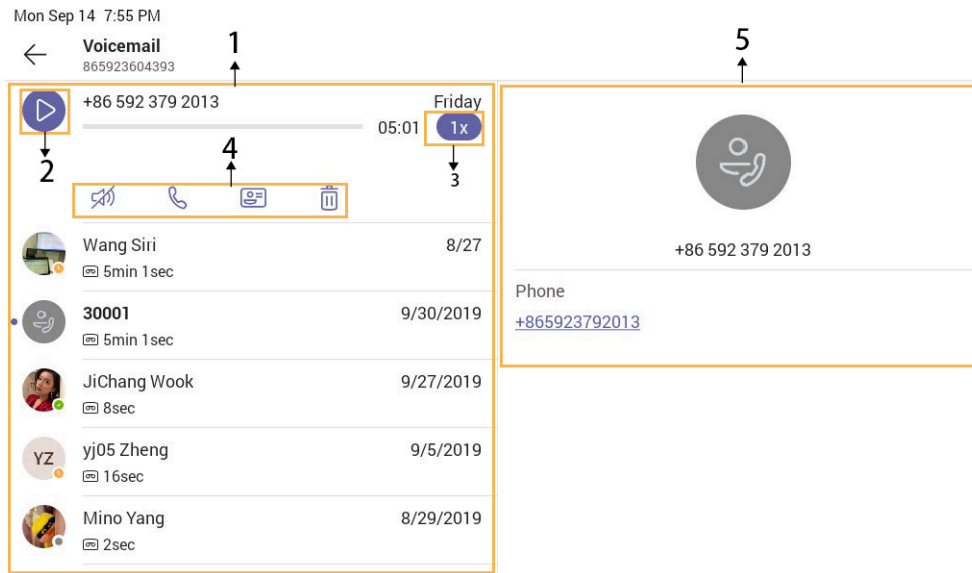 Mon Sep 14 7:55 PM
Voicemail
865923604393
1
5
+86 592 379 2013
Friday
05:01
1x
2
4
3
Wang Siri
8/27
5min 1sec
30001
9/30/2019
5min 1sec
JiChang Wook
9/27/2019
8sec
YZ
yj05 Zheng
9/5/2019
16sec
Mino Yang
8/29/2019
2sec
+86 592 379 2013
Phone
+865923792013